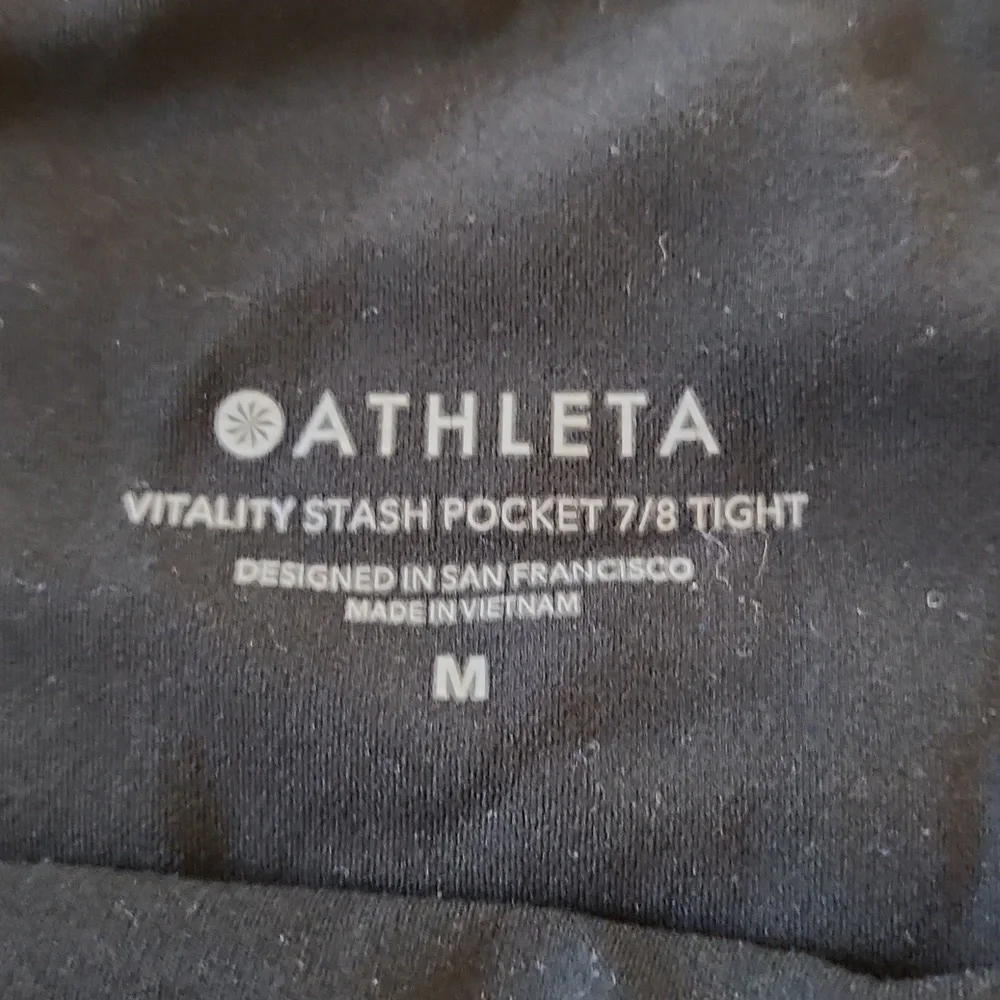 ATHLETA
VITALITY STASH POCKET 7/8 TIGHT
DESIGNED IN SAN FRANCISCO
MADE IN VIETNAM
M